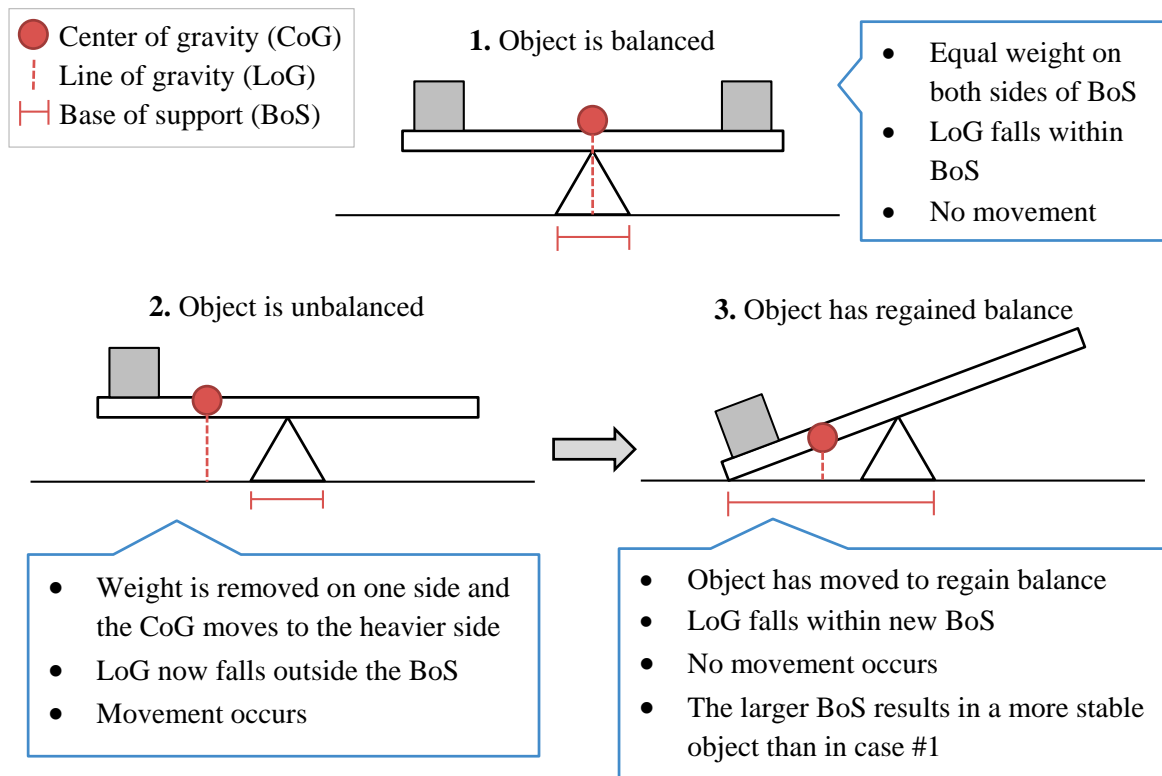 Center of gravity (CoG)
Line of gravity (LoG)
Base of support (BoS)
1. Object is balanced
• Equal weight on
both sides of BoS
• LoG falls within
BoS
• No movement
2. Object is unbalanced
• Weight is removed on one side and
the CoG moves to the heavier side
• LoG now falls outside the BoS
• Movement occurs
3. Object has regained balance
• Object has moved to regain balance
• LoG falls within new BoS
• No movement occurs
• The larger BoS results in a more stable
object than in case #1